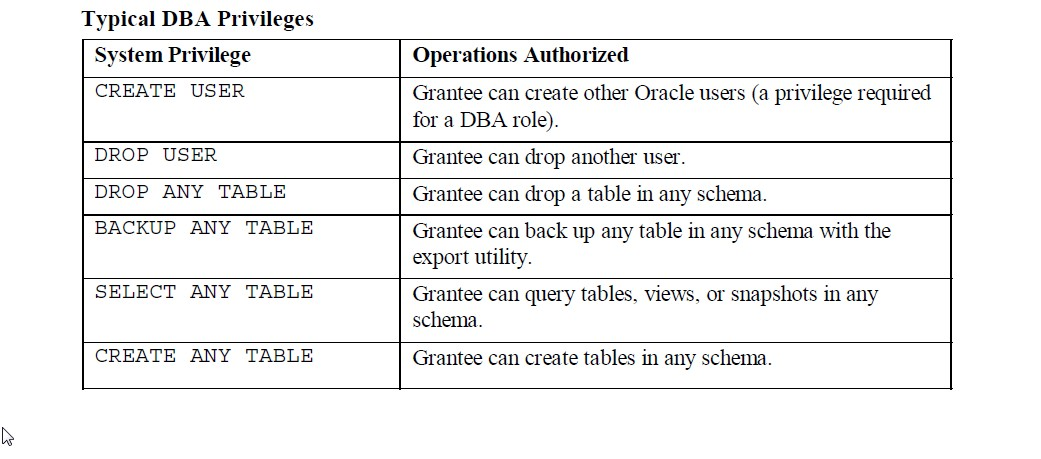 Typical DBA Privileges
System Privilege
Operations Authorized
CREATE USER
Grantee can create other Oracle users (a privilege required
for a DBA role).
DROP USER
Grantee can drop another user.
DROP ANY TABLE
Grantee can drop a table in any schema.
BACKUP ANY TABLE
Grantee can back up any table in any schema with the
export utility.
SELECT ANY TABLE
Grantee can query tables, views, or snapshots in any
schema.
CREATE ANY TABLE
Grantee can create tables in any schema.